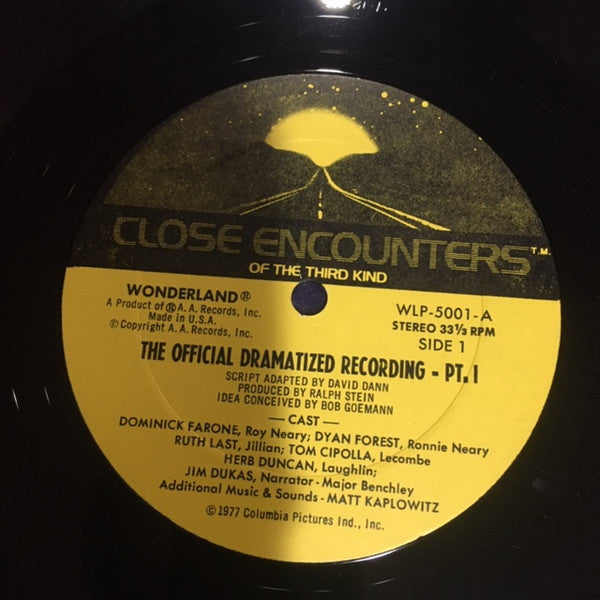 CLOSE ENCOUNTERS T.M.
OF THE THIRD KIND
WONDERLAND®
A Product of ® A. A. Records, Inc.
Made in U.S.A.
© Copyright A. A. Records, Inc.
WLP-5001-A
STEREO 33⅓ RPM
SIDE 1
THE OFFICIAL DRAMATIZED RECORDING - PT. I
SCRIPT ADAPTED BY DAVID DANN
PRODUCED BY RALPH STEIN
IDEA CONCEIVED BY BOB GOEMANN
— CAST —
DOMINICK FARONE, Roy Neary; DYAN FOREST, Ronnie Neary
RUTH LAST, Jillian; TOM CIPOLLA, Lecombe
HERB DUNCAN, Laughlin;
JIM DUKAS, Narrator - Major Benchley
Additional Music & Sounds - MATT KAPLOWITZ
© 1977 Columbia Pictures Ind., Inc.